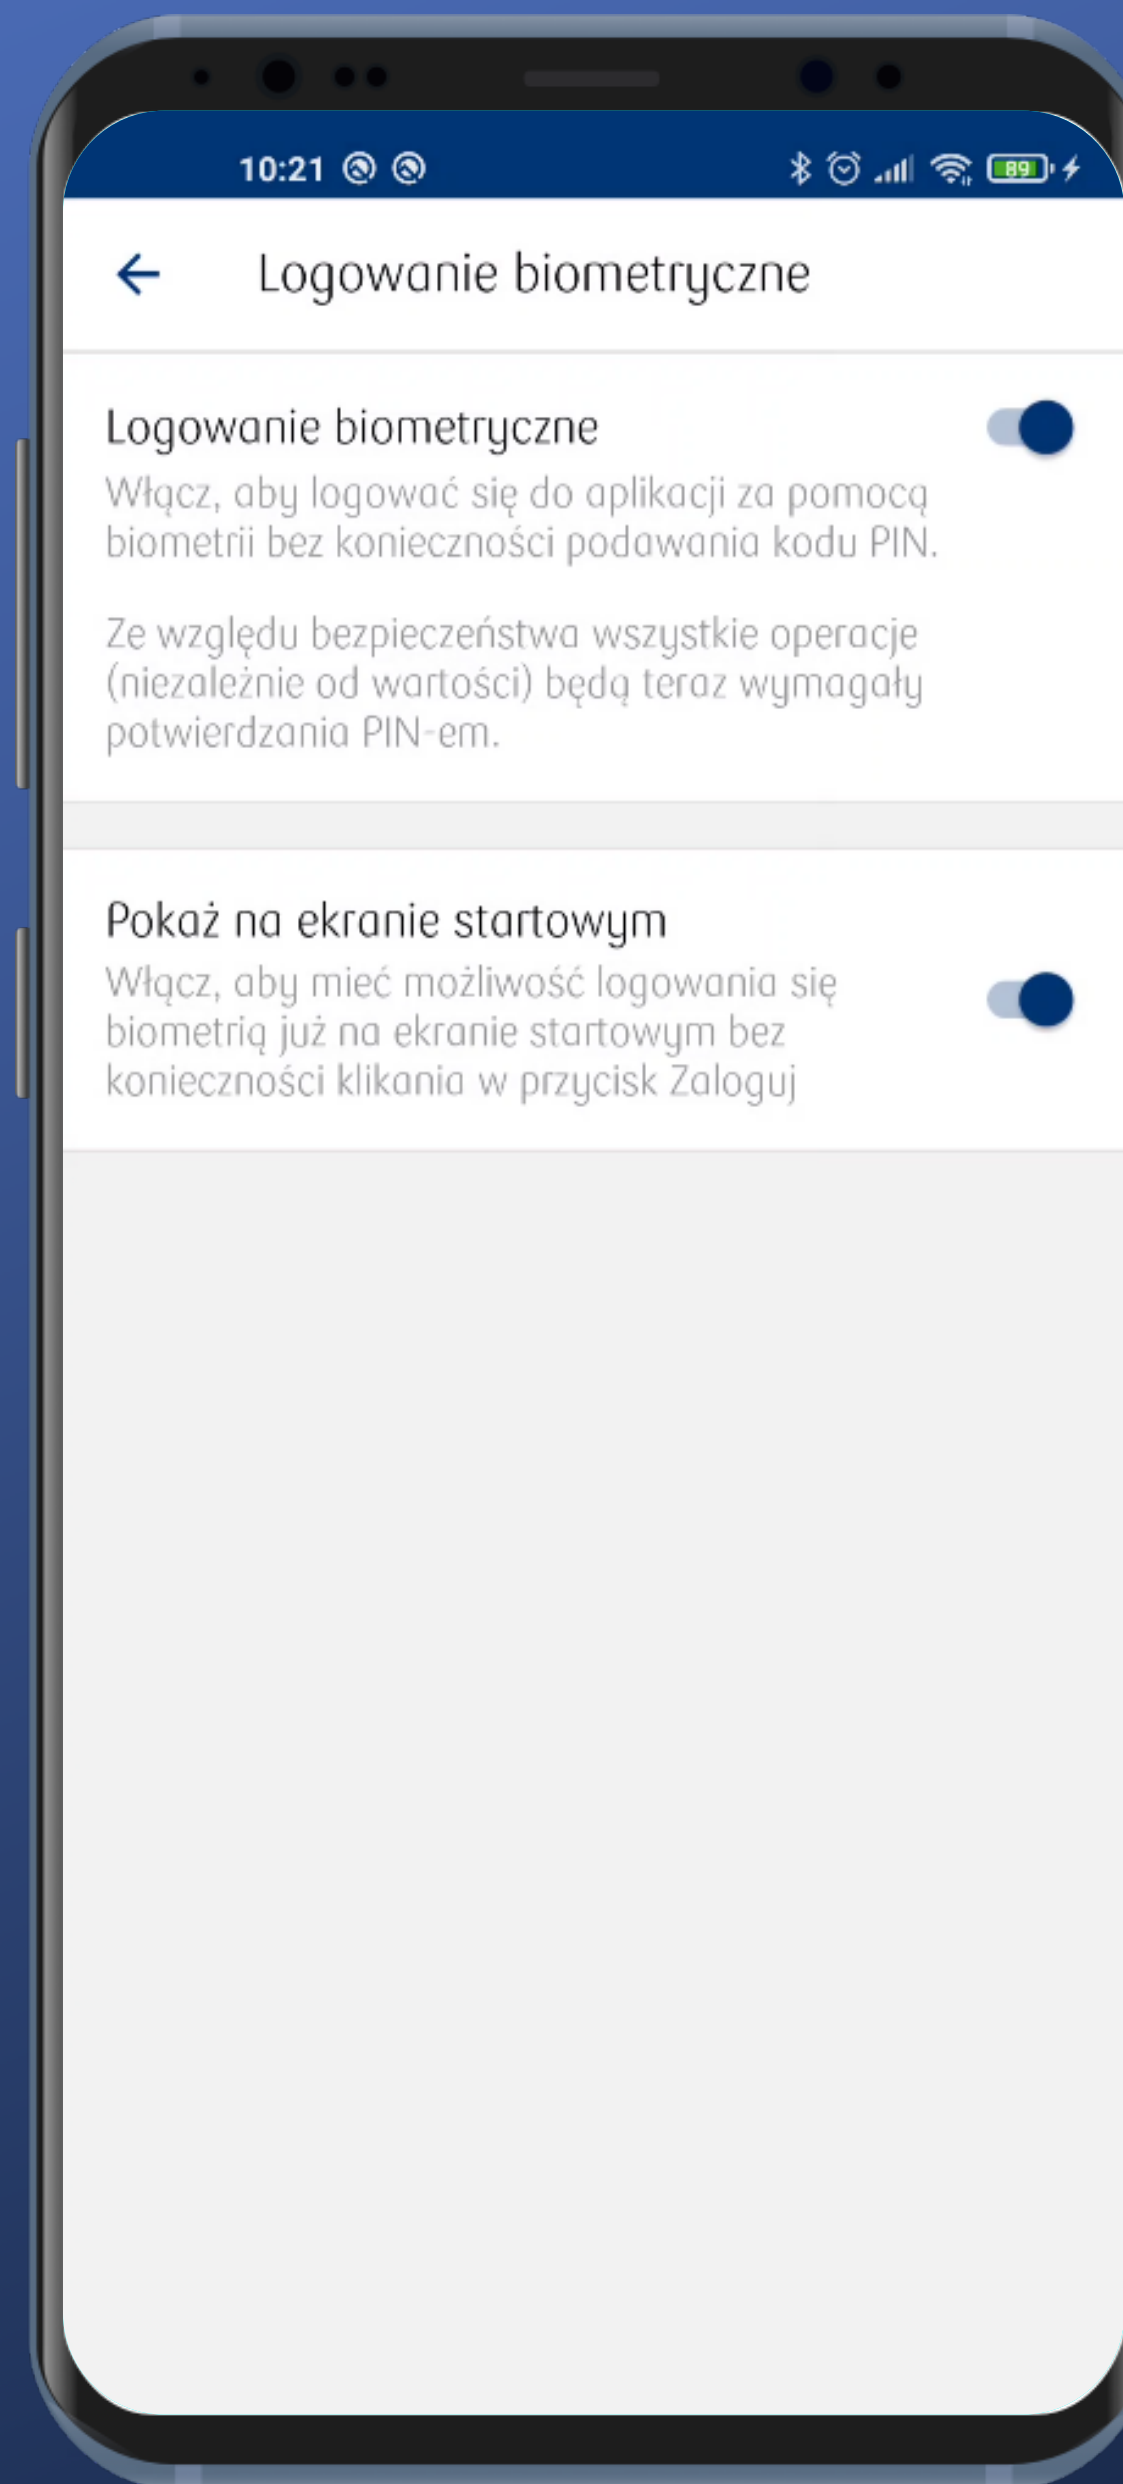 10:21
89
Logowanie biometryczne
Logowanie biometryczne
Włącz, aby logować się do aplikacji za pomocą
biometrii bez konieczności podawania kodu PIN.
Ze względu bezpieczeństwa wszystkie operacje
(niezależnie od wartości) będą teraz wymagały
potwierdzania PIN-em.
Pokaż na ekranie startowym
Włącz, aby mieć możliwość logowania się
biometrią już na ekranie startowym bez
konieczności klikania w przycisk Zaloguj